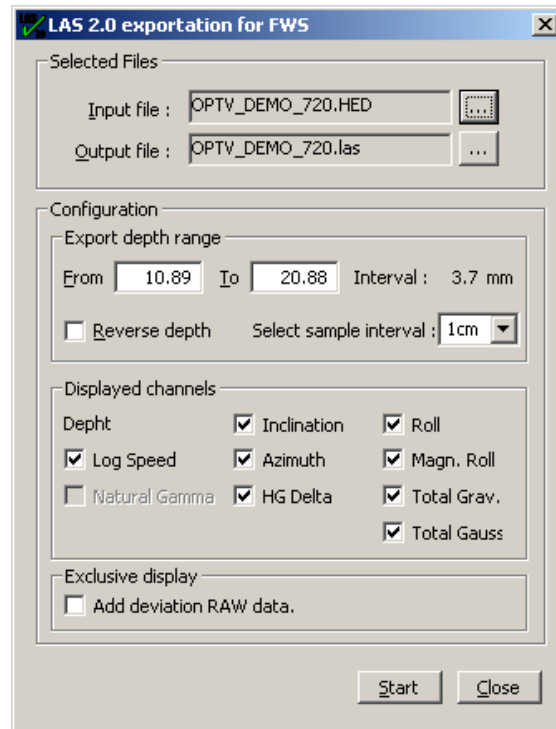 LAS 2.0 exportation for FWS
Selected Files
Input file : OPTV_DEMO_720.HED ...
Output file : OPTV_DEMO_720.las ...
Configuration
Export depth range
From 10.89 To 20.88 Interval : 3.7 mm
Reverse depth Select sample interval : 1cm
Displayed channels
Depht Inclination Roll
Log Speed Azimuth Magn. Roll
Natural Gamma HG Delta Total Grav.
Total Gauss
Exclusive display
Add deviation RAW data.
Start Close